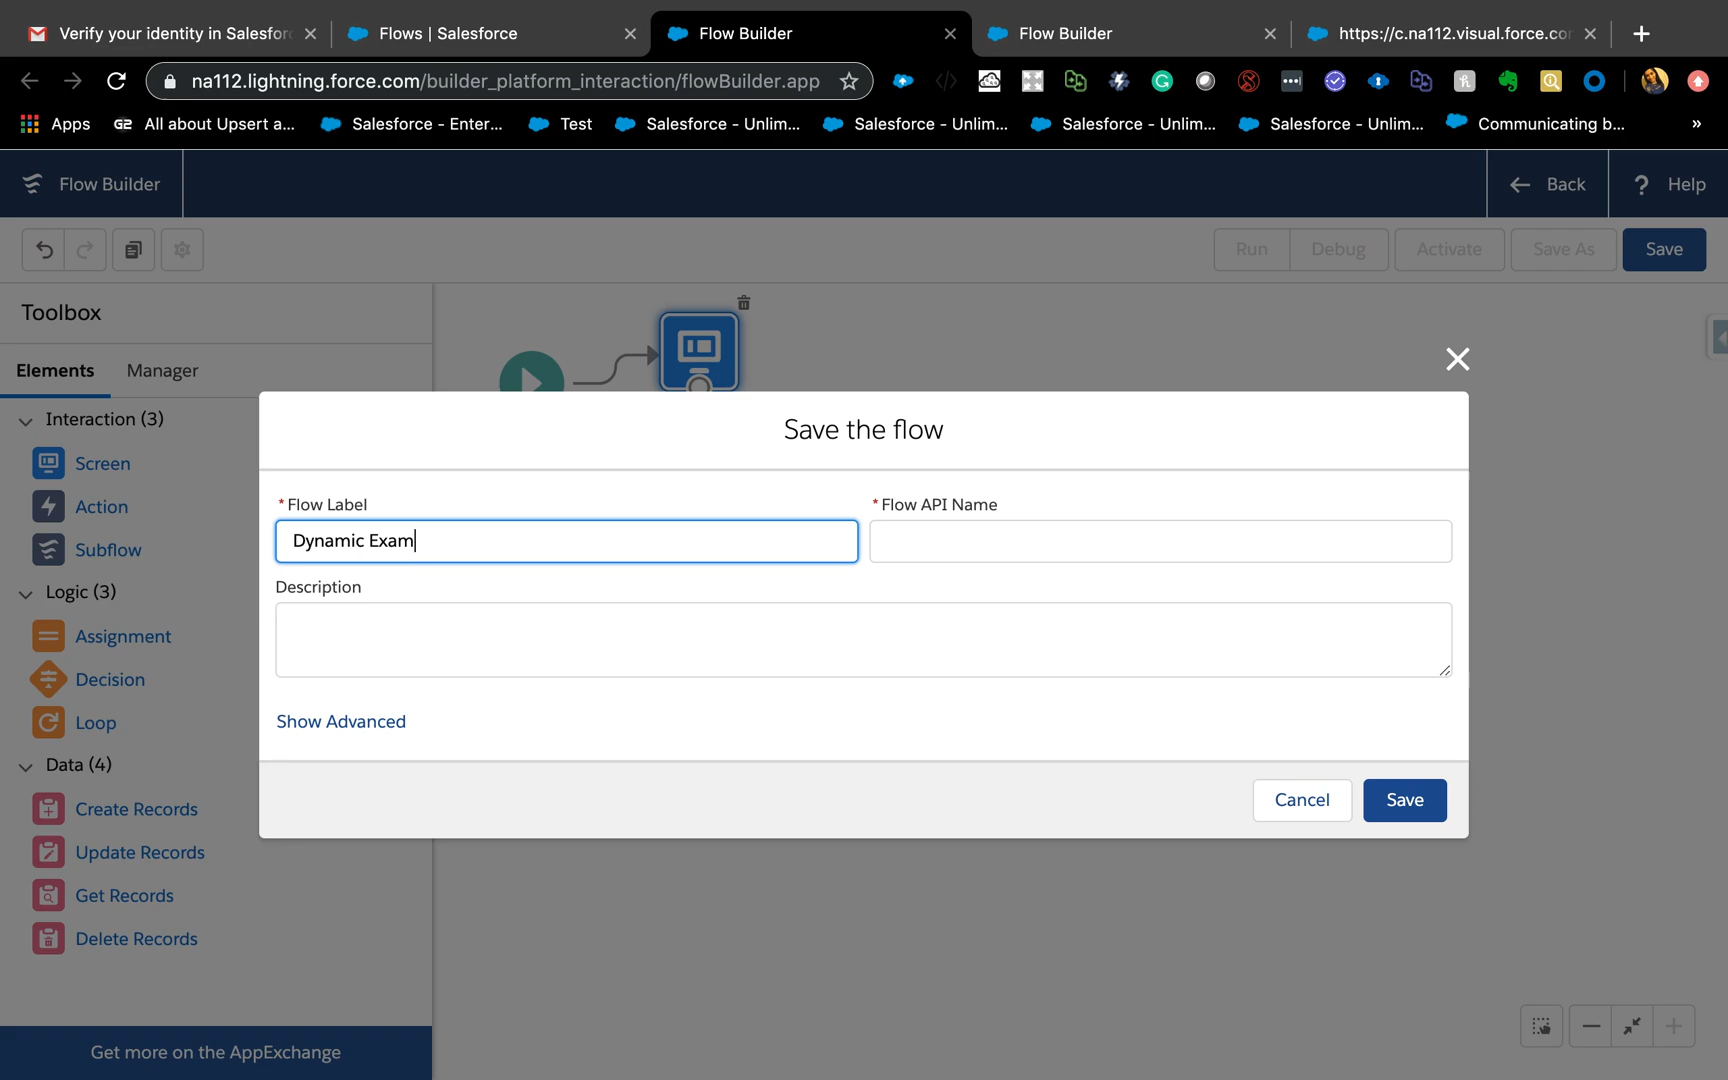 Verify your identity in Salesforc
Flows | Salesforce
Flow Builder
Flow Builder
https://c.na112.visual.force.com
na112.lightning.force.com/builder_platform_interaction/flowBuilder.app
Apps
G2 All about Upsert a...
Salesforce - Enter...
Test
Salesforce - Unlim...
Salesforce - Unlim...
Salesforce - Unlim...
Salesforce - Unlim...
Communicating b...
»
Flow Builder
Back
? Help
Run
Debug
Activate
Save As
Save
Toolbox
Elements
Manager
Interaction (3)
Screen
Action
Subflow
Logic (3)
Assignment
Decision
Loop
Data (4)
Create Records
Update Records
Get Records
Delete Records
Get more on the AppExchange
Save the flow
* Flow Label
Dynamic Exam
* Flow API Name
Description
Show Advanced
Cancel
Save